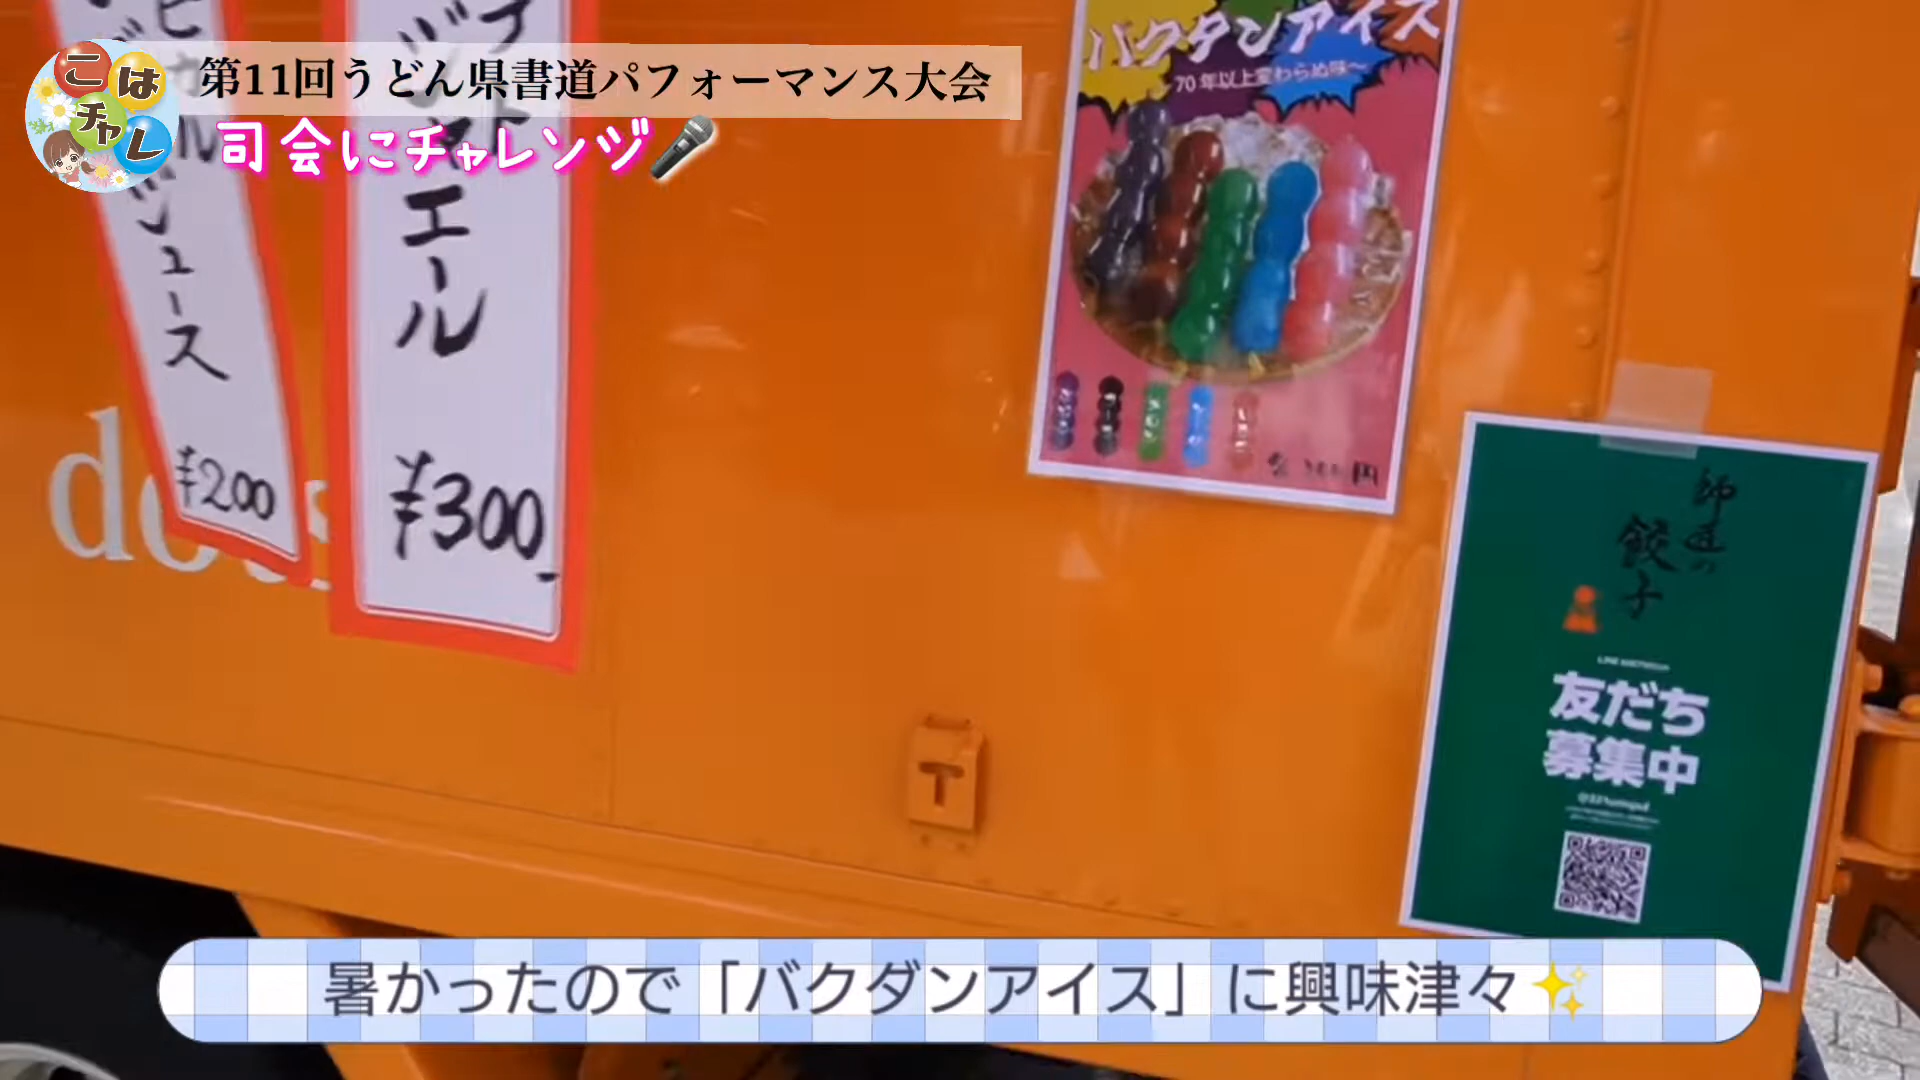 こはチャレ
第11回うどん県書道パフォーマンス大会
司会にチャレンジ
ジュース
¥200
エール
¥300
バクダンアイス
70年以上変わらぬ味〜
師匠の
餃子
友だち
募集中
暑かったので「バクダンアイス」に興味津々